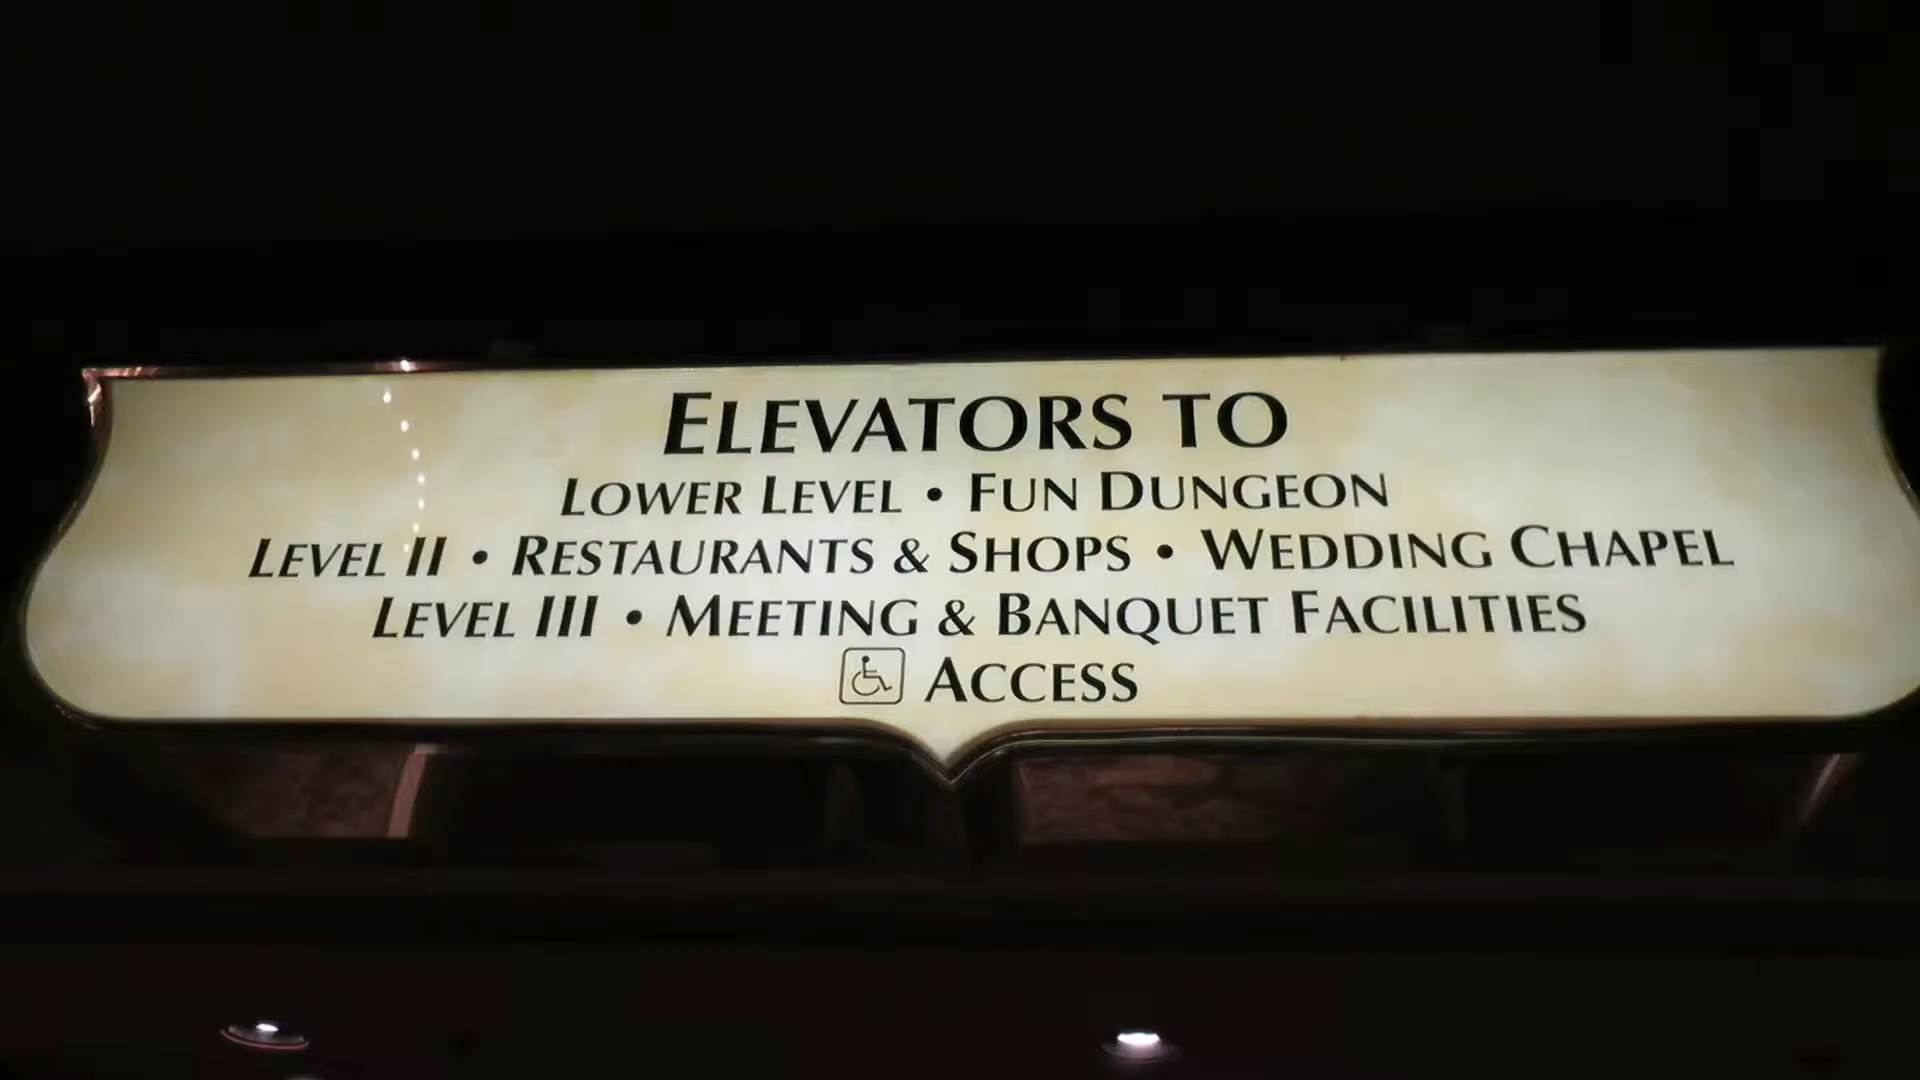 ELEVATORS TO
LOWER LEVEL • FUN DUNGEON
LEVEL II • RESTAURANTS & SHOPS • WEDDING CHAPEL
LEVEL III • MEETING & BANQUET FACILITIES
ACCESS